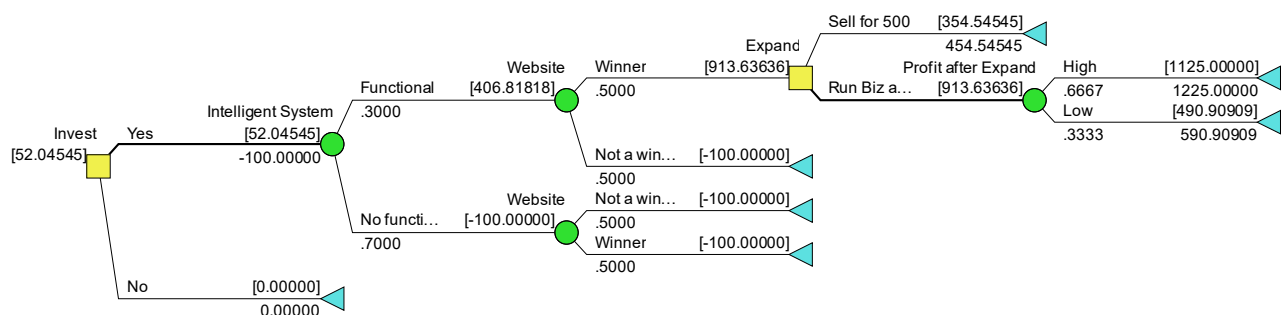 Sell for 500 [354.54545]
454.54545
Expand
[913.63636]
Profit after Expand
Run Biz a... [913.63636]
High [1125.00000]
.6667 1225.00000
Low [490.90909]
.3333 590.90909
Website
Winner
[406.81818]
.5000
Functional
.3000
Intelligent System
Invest
Yes [52.04545]
[52.04545]
-100.00000
Not a win... [-100.00000]
.5000
Website
Not a win... [-100.00000]
.5000
No functi... [-100.00000]
.7000
Winner [-100.00000]
.5000
No [0.00000]
0.00000